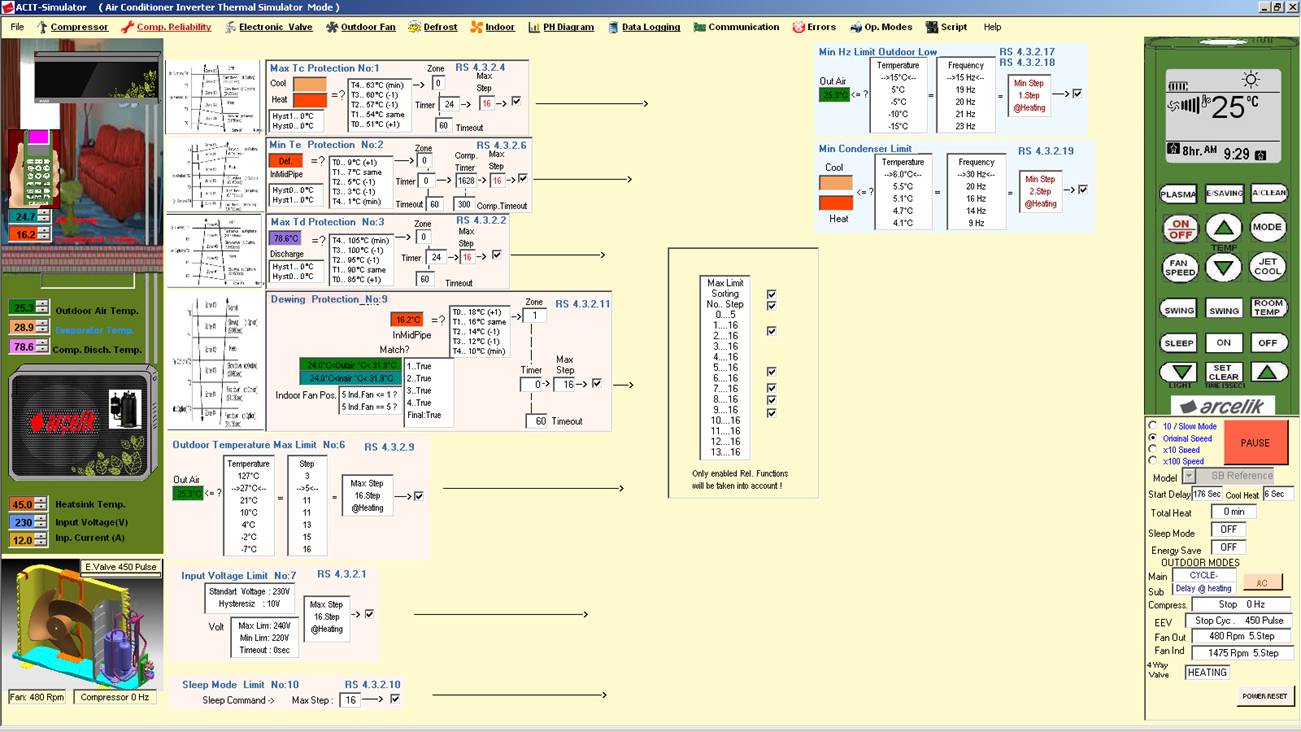 ACIT-Simulator ( Air Conditioner Inverter Thermal Simulator Mode )
File Compressor Comp. Reliability Electronic Valve Outdoor Fan Defrost Indoor PH Diagram Data Logging Communication Errors Op. Modes Script Help
Max Tc Protection No:1 RS 4.3.2.4
Cool
Heat
=?
Hyst1.. 0°C
Hyst0.. 0°C
T4.. 63°C (min)
T3.. 60°C (-1)
T2.. 57°C (-1)
T1.. 54°C same
T0.. 51°C (+1)
Zone
0
Timer 24
Max
Step
16
60 Timeout
Min Te Protection No:2 RS 4.3.2.6
Def.
InMidPipe
=?
Hyst1.. 0°C
Hyst0.. 0°C
T0.. 9°C (+1)
T1.. 7°C same
T2.. 5°C (-1)
T3.. 3°C (-1)
T4.. 1°C (min)
Zone
0
Timer 0
Comp.
Timer
1628
Max
Step
16
Timeout 60 300 Comp.Timeout
Max Td Protection No:3 RS 4.3.2.2
78.6°C
Discharge
=?
Hyst1.. 0°C
Hyst0.. 0°C
T4.. 105°C (min)
T3.. 100°C (-1)
T2.. 95°C (-1)
T1.. 90°C same
T0.. 85°C (+1)
Zone
0
Timer 24
Max
Step
16
60 Timeout
Dewing Protection No:9 RS 4.3.2.11
16.2°C
InMidPipe
=?
T0.. 18°C (+1)
T1.. 16°C same
T2.. 14°C (-1)
T3.. 12°C (-1)
T4.. 10°C (min)
Zone
1
Match?
24.0°C<Outair °C< 31.9°C
24.0°C<Inair °C< 31.9°C
Indoor Fan Pos.
5 Ind.Fan <= 1 ?
5 Ind.Fan == 5 ?
1..True
2..True
3..True
4..True
Final:True
Timer
0->
Max
Step
16
60 Timeout
Outdoor Temperature Max Limit No:6 RS 4.3.2.9
Out Air
25.3°C <= ?
Temperature
127°C
->27°C<-
21°C
10°C
4°C
-2°C
-7°C
=
Step
3
->5<-
11
11
13
15
16
=
Max Step
16.Step
@Heating
Input Voltage Limit No:7 RS 4.3.2.1
Standart Voltage : 230V
Hysteresiz : 10V
Volt
Max Lim: 240V
Min Lim: 220V
Timeout : 0sec
Max Step
16.Step
@Heating
Sleep Mode Limit No:10 RS 4.3.2.10
Sleep Command -> Max Step : 16
Max Limit
Sorting
No.. Step
0....5
1....16
2....16
3....16
4....16
5....16
6....16
7....16
8....16
9....16
10....16
11....16
12....16
13....16
Only enabled Rel. Functions
will be taken into account !
Min Hz Limit Outdoor Low RS 4.3.2.17
RS 4.3.2.18
Out Air
25.3°C <= ?
Temperature
->15°C<-
5°C
-5°C
-10°C
-15°C
=
Frequency
->15 Hz<-
19 Hz
20 Hz
21 Hz
23 Hz
=
Min Step
1.Step
@Heating
Min Condenser Limit RS 4.3.2.19
Cool
Heat
<= ?
Temperature
->6.0°C<-
5.5°C
5.1°C
4.7°C
4.1°C
=
Frequency
->30 Hz<-
20 Hz
16 Hz
14 Hz
9 Hz
=
Min Step
2.Step
@Heating
24.7
16.2
25.3 Outdoor Air Temp.
28.9 Evaporator Temp.
78.6 Comp. Disch. Temp.
arcelik
45.0 Heatsink Temp.
230 Input Voltage(V)
12.0 Inp. Current (A)
E.Valve 450 Pulse
Fan: 480 Rpm Compressor 0 Hz
25°C
8hr. AM 9:29
PLASMA E/SAVING A/CLEAN
ON
OFF
TEMP
MODE
FAN
SPEED
JET
COOL
SWING SWING ROOM
TEMP
SLEEP ON OFF
LIGHT
SET
CLEAR
arcelik
10 / Slow Mode
Original Speed
x10 Speed
x100 Speed
PAUSE
Model SB Reference
Start Delay 176 Sec Cool Heat 6 Sec
Total Heat 0 min
Sleep Mode OFF
Energy Save OFF
OUTDOOR MODES
Main CYCLE-
Sub Delay @ heating
AC
Compress. Stop 0 Hz
EEV Stop Cyc . 450 Pulse
Fan Out 480 Rpm 5.Step
Fan Ind 1475 Rpm 5.Step
4 Way
Valve
HEATING
POWER RESET